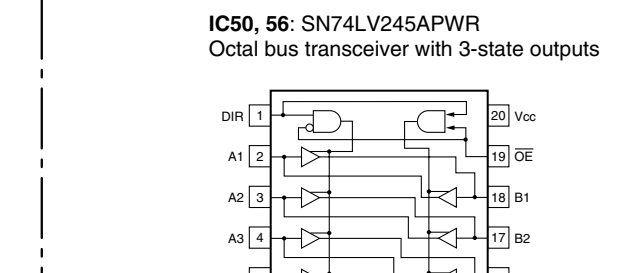 IC50, 56: SN74LV245APWR
Octal bus transceiver with 3-state outputs
DIR 1 20 Vcc
A1 2 19 OE
A2 3 18 B1
A3 4 17 B2